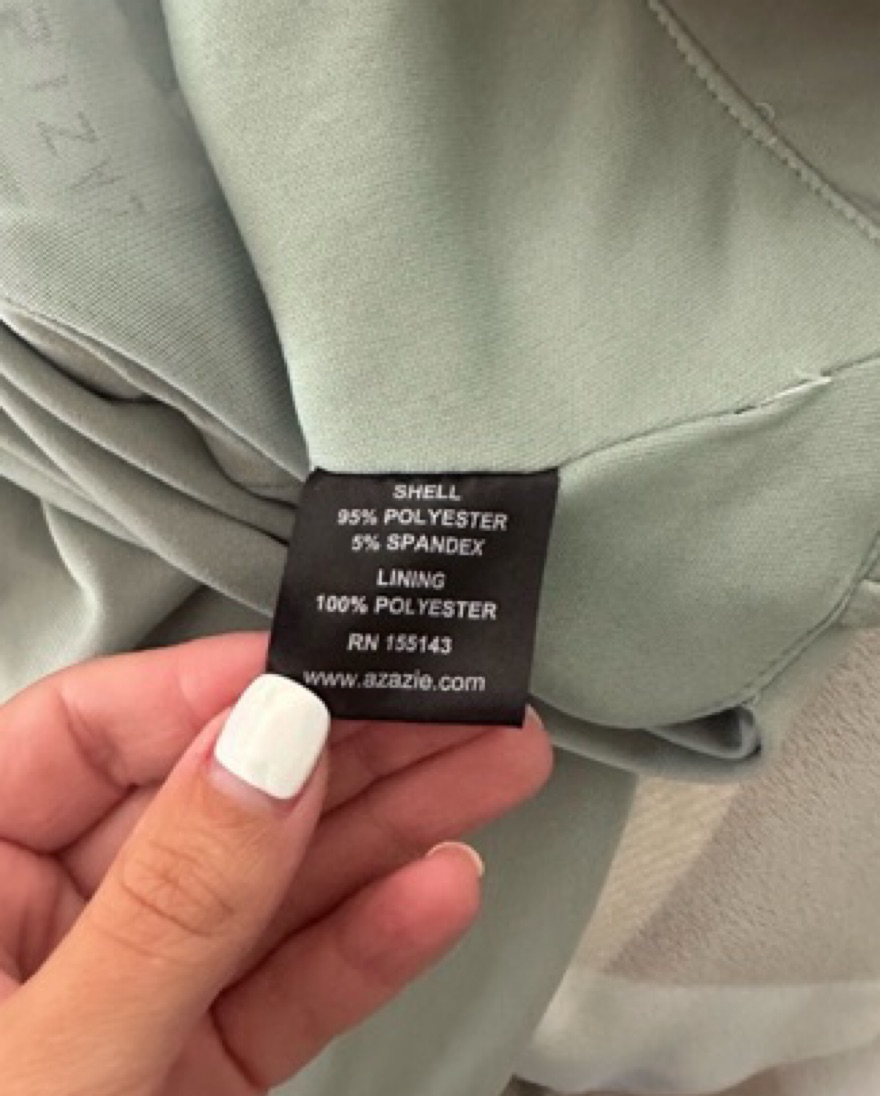 SHELL
95% POLYESTER
5% SPANDEX
LINING
100% POLYESTER
RN 155143
www.azazie.com